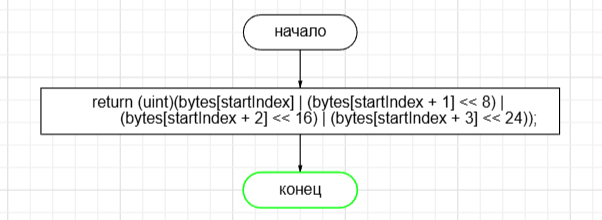 начало
return (uint)(bytes[startIndex] | (bytes[startIndex + 1] << 8) |
(bytes[startIndex + 2] << 16) | (bytes[startIndex + 3] << 24));
конец